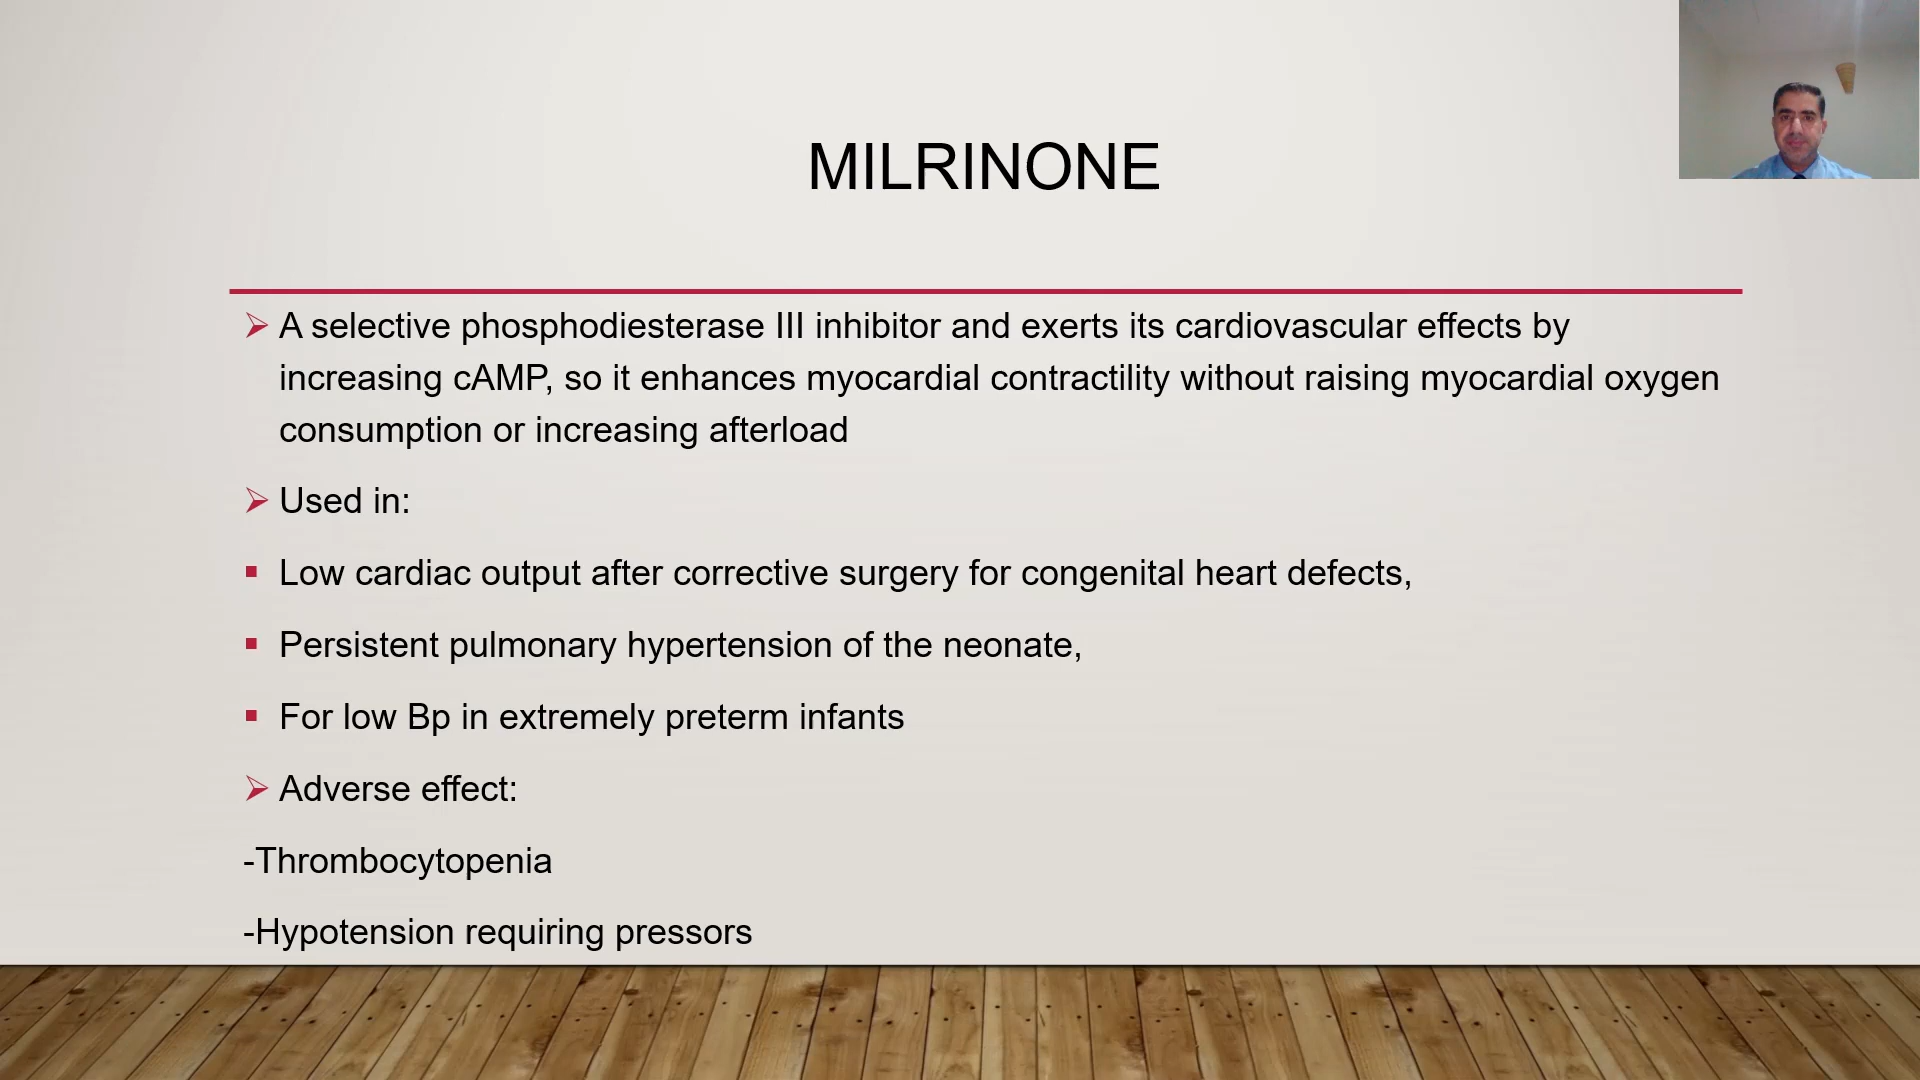 MILRINONE
A selective phosphodiesterase III inhibitor and exerts its cardiovascular effects by
increasing cAMP, so it enhances myocardial contractility without raising myocardial oxygen
consumption or increasing afterload
Used in:
Low cardiac output after corrective surgery for congenital heart defects,
Persistent pulmonary hypertension of the neonate,
For low Bp in extremely preterm infants
Adverse effect:
-Thrombocytopenia
-Hypotension requiring pressors